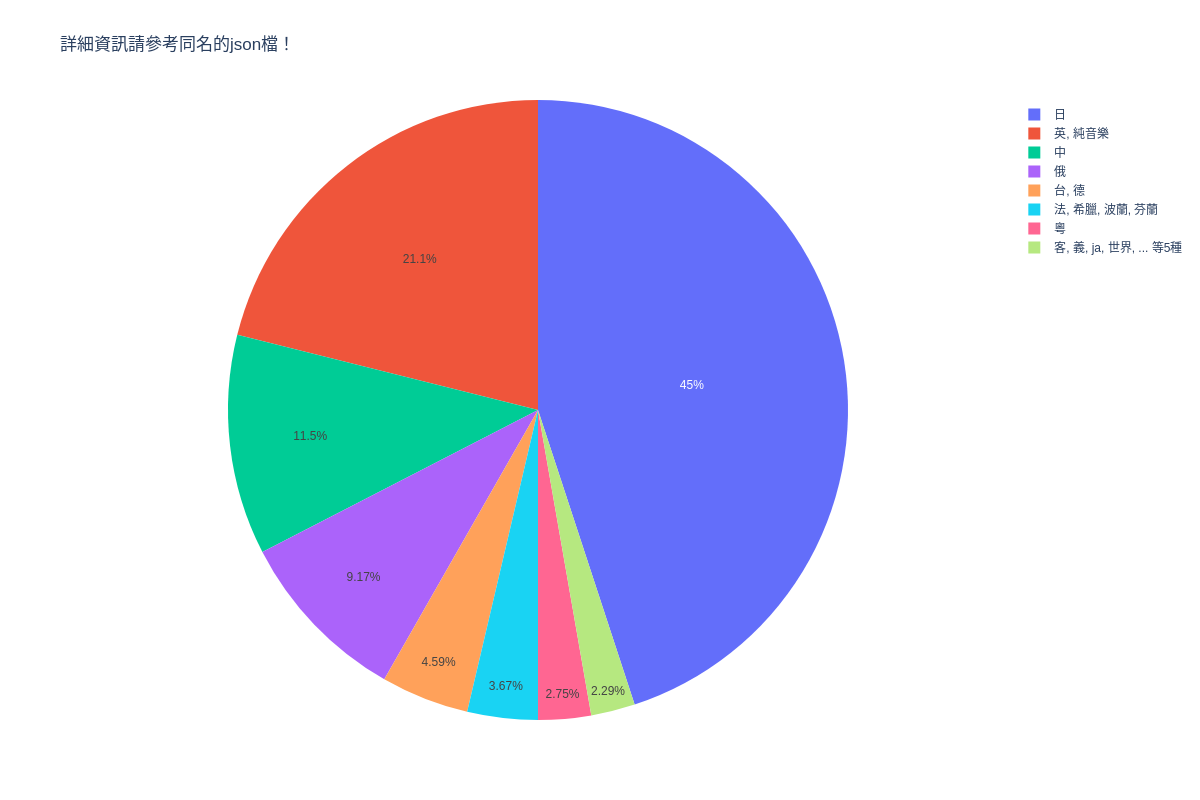 詳細資訊請參考同名的json檔！
日
英, 純音樂
中
俄
台, 德
法, 希臘, 波蘭, 芬蘭
粵
客, 義, ja, 世界, ... 等5種
45%
21.1%
11.5%
9.17%
4.59%
3.67%
2.75%
2.29%